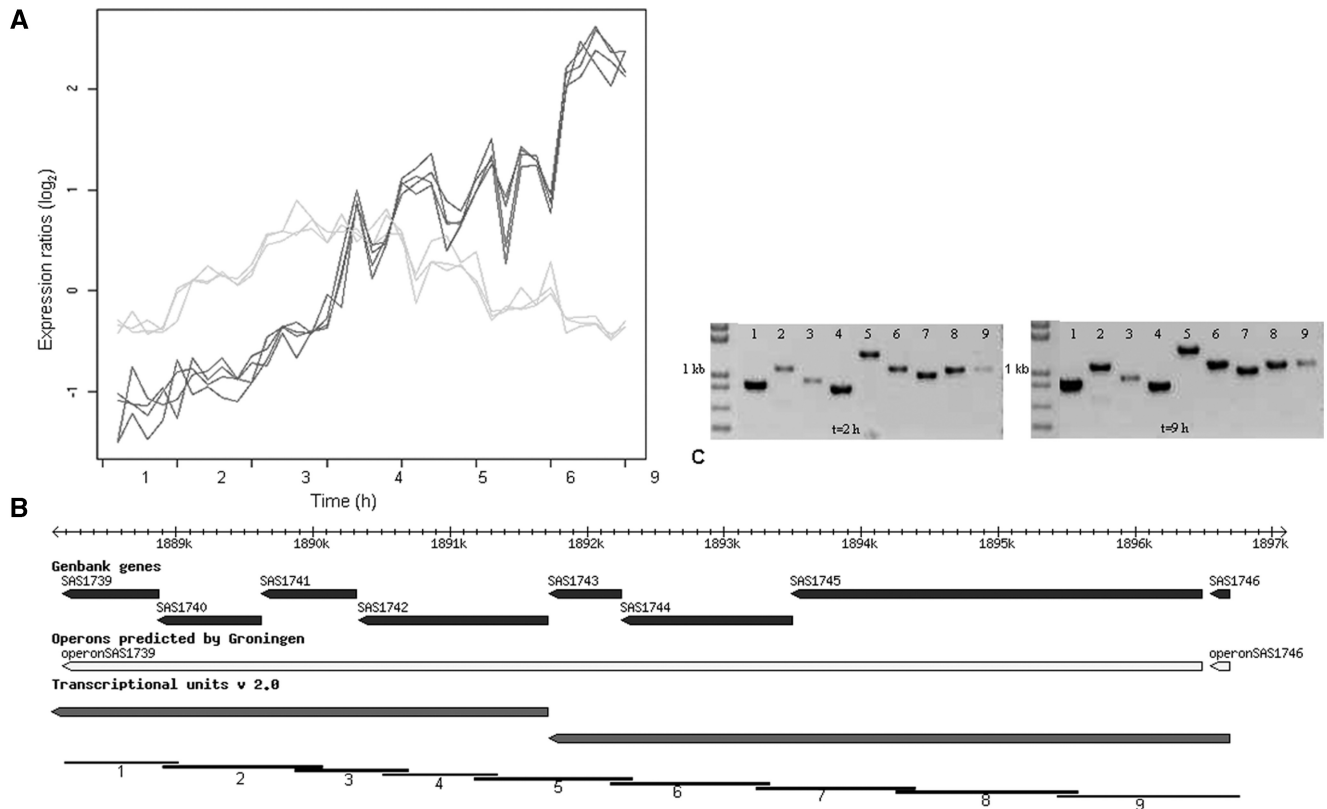 A
Expression ratios (log2)
2
1
0
-1
1 2 3 4 5 6 9
Time (h)
1 2 3 4 5 6 7 8 9
1 kb
t=2 h
1 2 3 4 5 6 7 8 9
1 kb
t=9 h
C
B
1889k 1890k 1891k 1892k 1893k 1894k 1895k 1896k 1897k
Genbank genes
SAS1739 SAS1741 SAS1743 SAS1745 SAS1746
SAS1740 SAS1742 SAS1744
Operons predicted by Groningen
operonSAS1739 operonSAS1746
Transcriptional units v 2.0
1 2 3 4 5 6 7 8 9